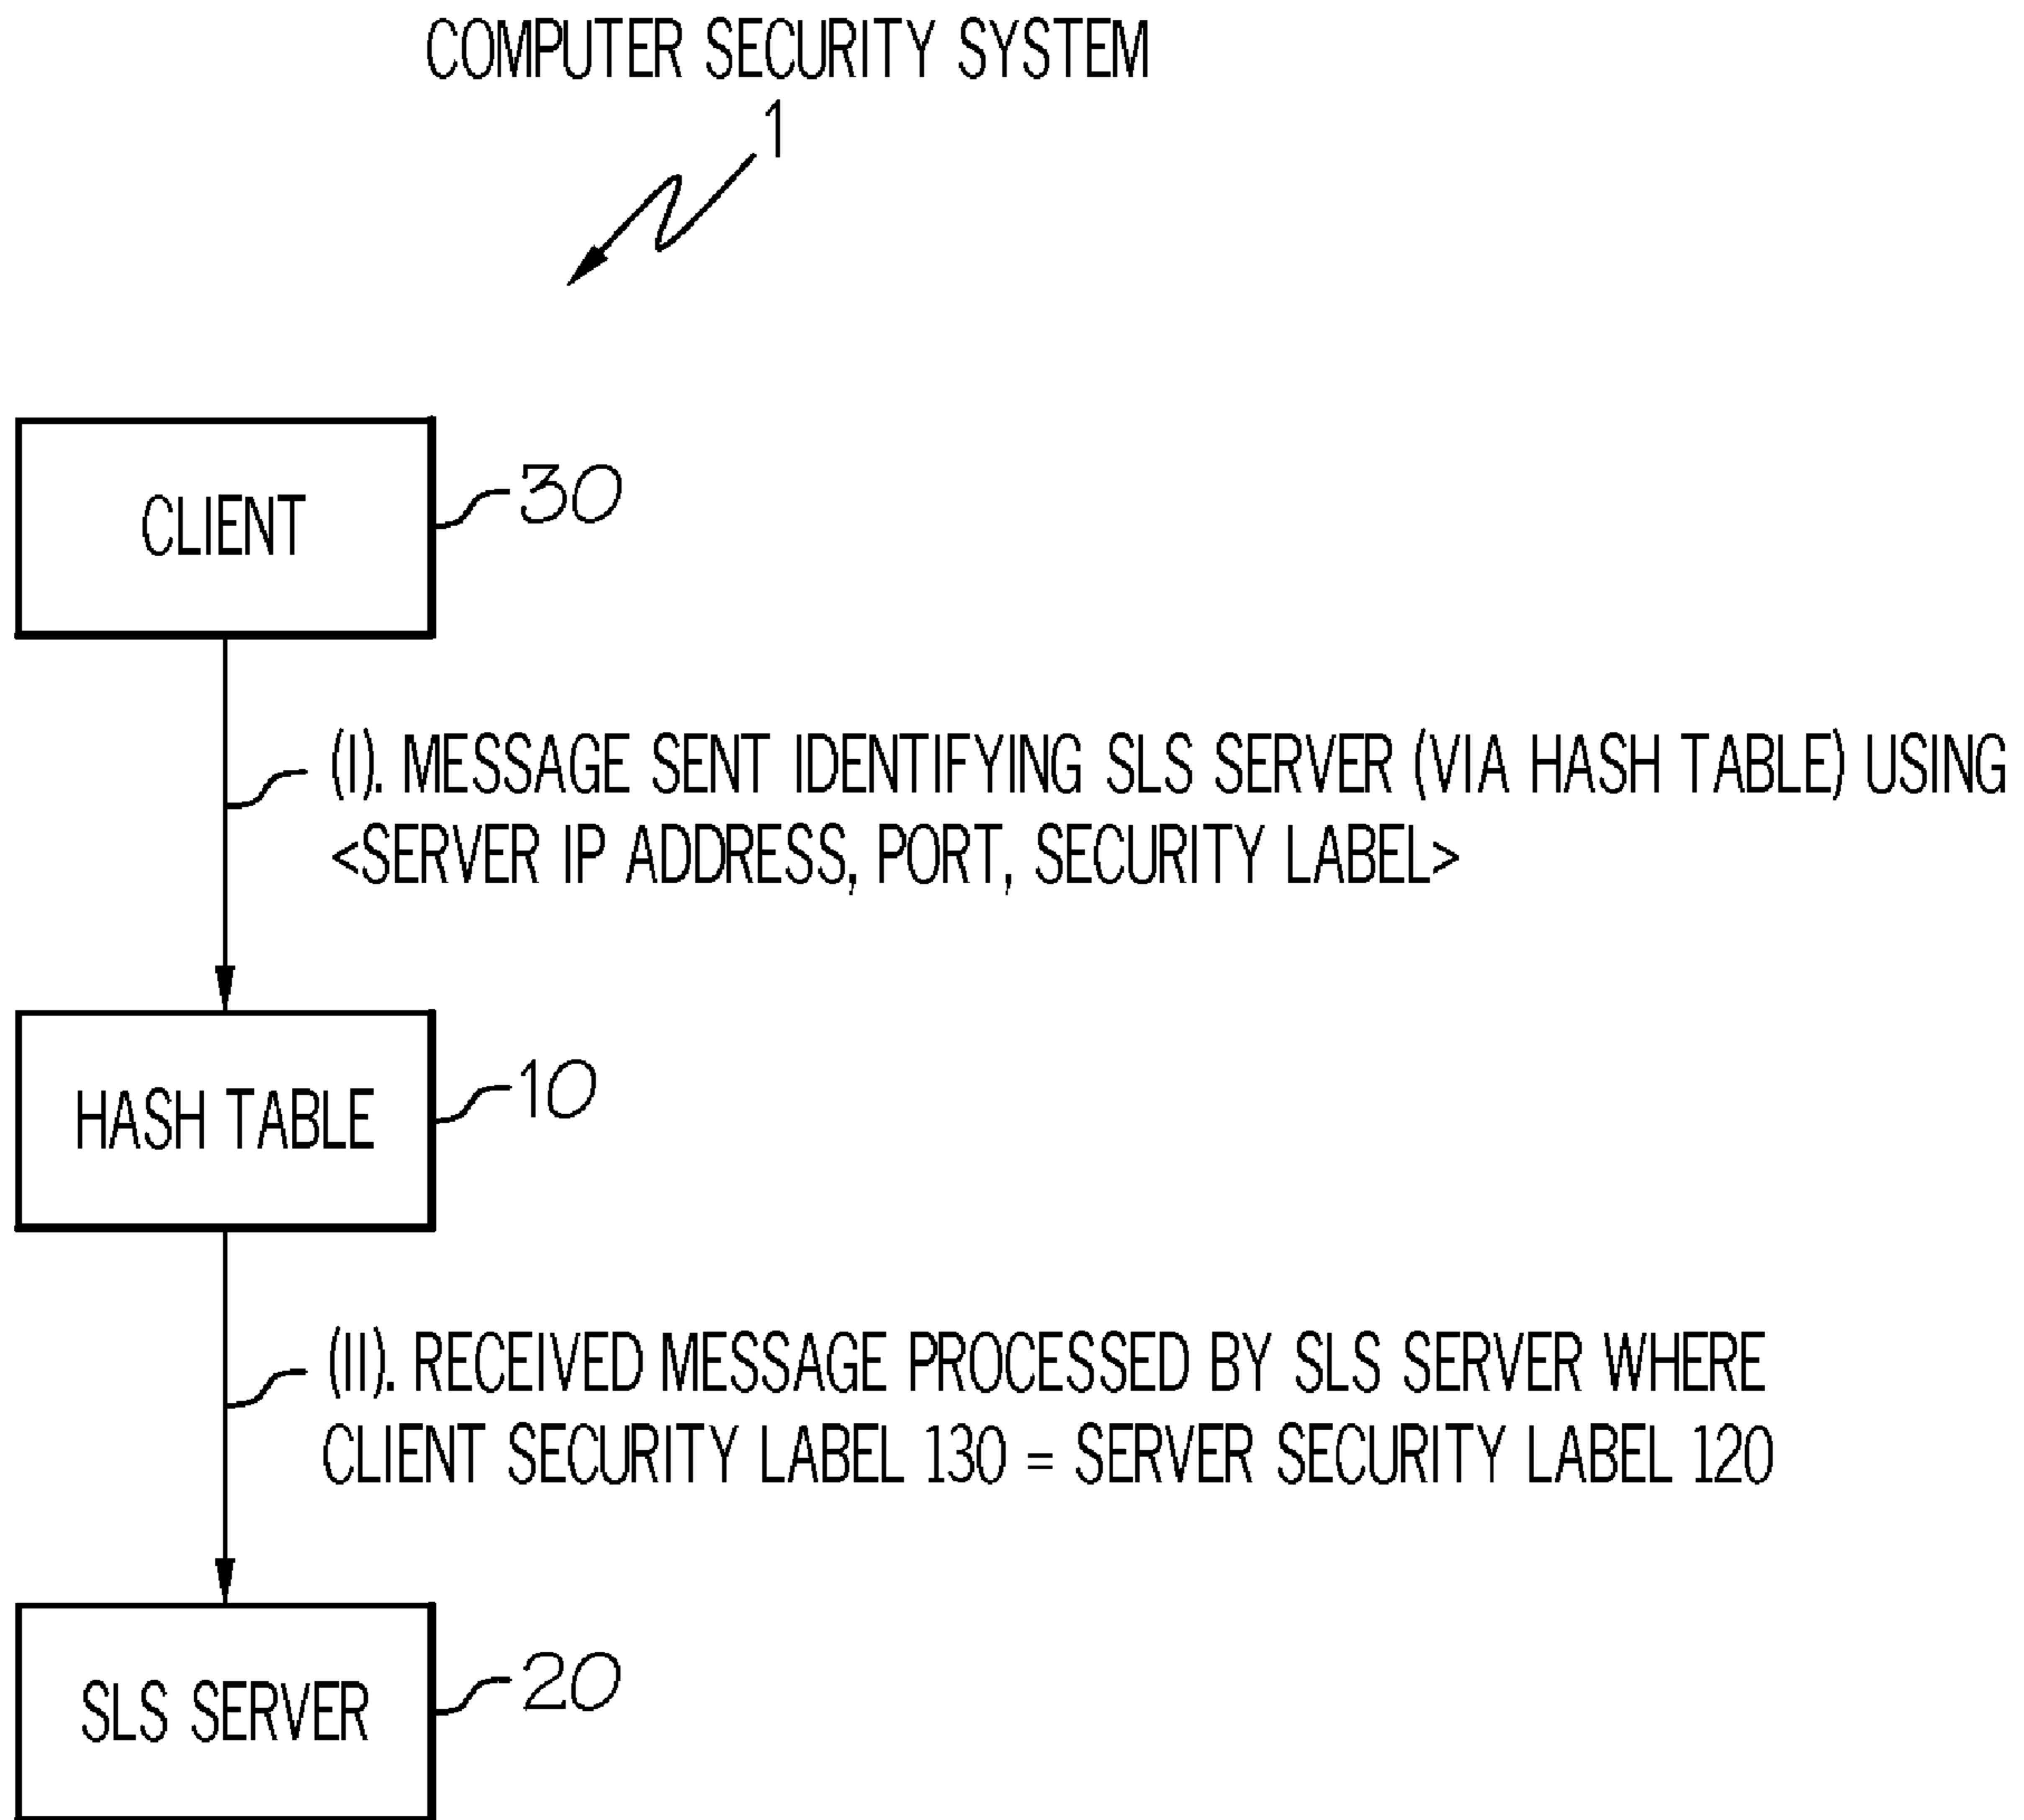 COMPUTER SECURITY SYSTEM
1
CLIENT
30
(I). MESSAGE SENT IDENTIFYING SLS SERVER (VIA HASH TABLE) USING
<SERVER IP ADDRESS, PORT, SECURITY LABEL>
HASH TABLE
10
(II). RECEIVED MESSAGE PROCESSED BY SLS SERVER WHERE
CLIENT SECURITY LABEL 130 = SERVER SECURITY LABEL 120
SLS SERVER
20